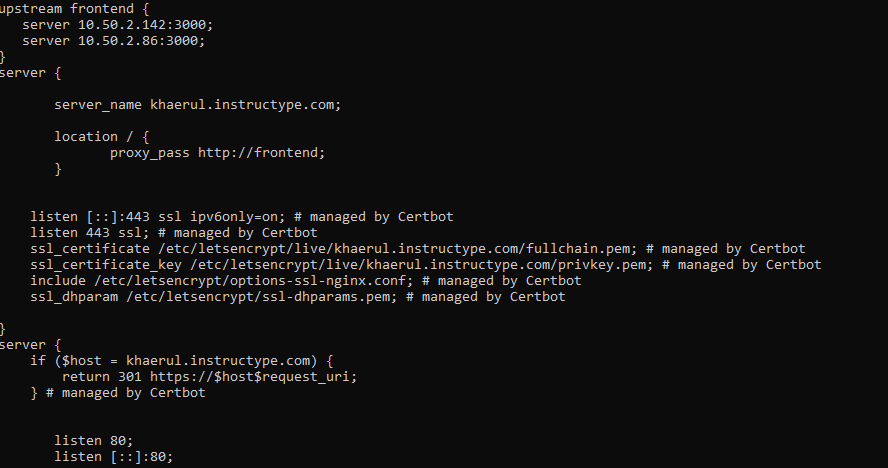 upstream frontend {
server 10.50.2.142:3000;
server 10.50.2.86:3000;
}
server {
server_name khaerul.instructype.com;
location / {
proxy_pass http://frontend;
}
listen [::]:443 ssl ipv6only=on; # managed by Certbot
listen 443 ssl; # managed by Certbot
ssl_certificate /etc/letsencrypt/live/khaerul.instructype.com/fullchain.pem; # managed by Certbot
ssl_certificate_key /etc/letsencrypt/live/khaerul.instructype.com/privkey.pem; # managed by Certbot
include /etc/letsencrypt/options-ssl-nginx.conf; # managed by Certbot
ssl_dhparam /etc/letsencrypt/ssl-dhparams.pem; # managed by Certbot
}
server {
if ($host = khaerul.instructype.com) {
return 301 https://$host$request_uri;
} # managed by Certbot
listen 80;
listen [::]:80;